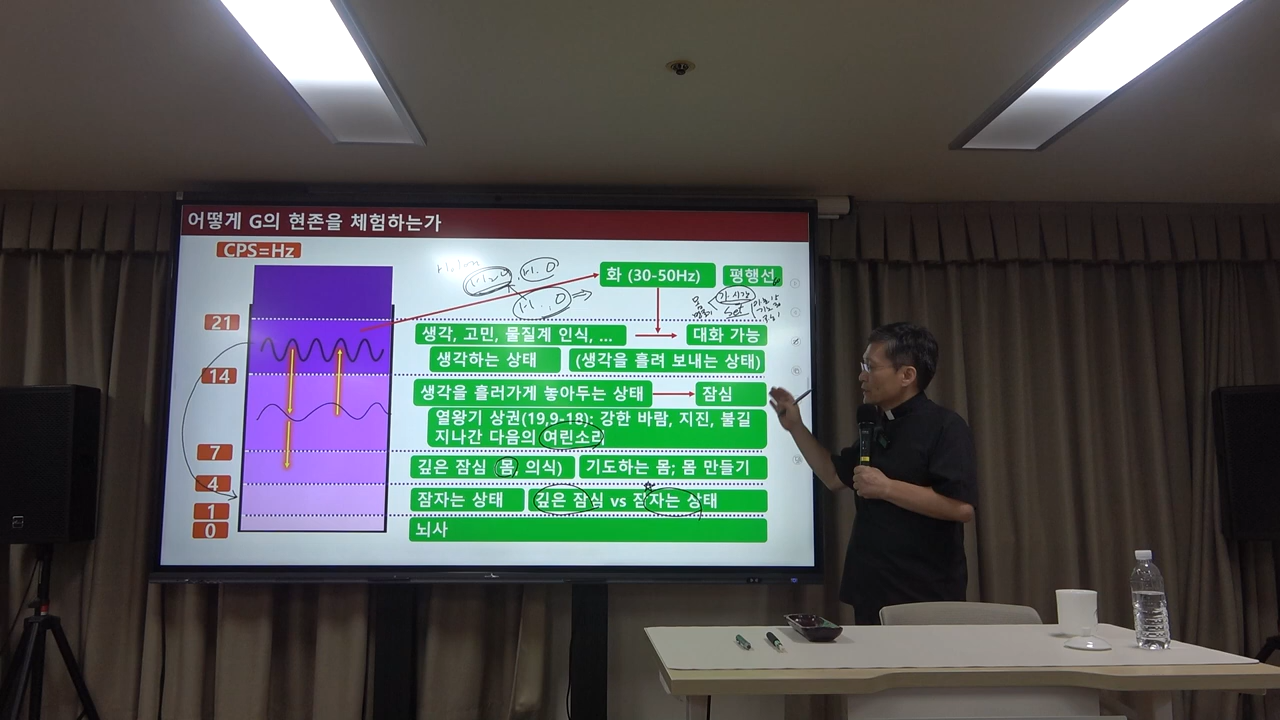 어떻게 G의 현존을 체험하는가
CPS=Hz
화 (30-50Hz)
평행선
H₂O
H.O
H.O
가.시.각
set
21
생각, 고민, 물질계 인식, ...
대화 가능
생각하는 상태
(생각을 흘려 보내는 상태)
14
생각을 흘러가게 놓아두는 상태
잠심
열왕기 상권(19,9-18): 강한 바람, 지진, 불길
지나간 다음의 여린소리
7
깊은 잠심 (몸, 의식)
기도하는 몸; 몸 만들기
4
잠자는 상태
깊은 잠심 vs 잠자는 상태
1
0
뇌사